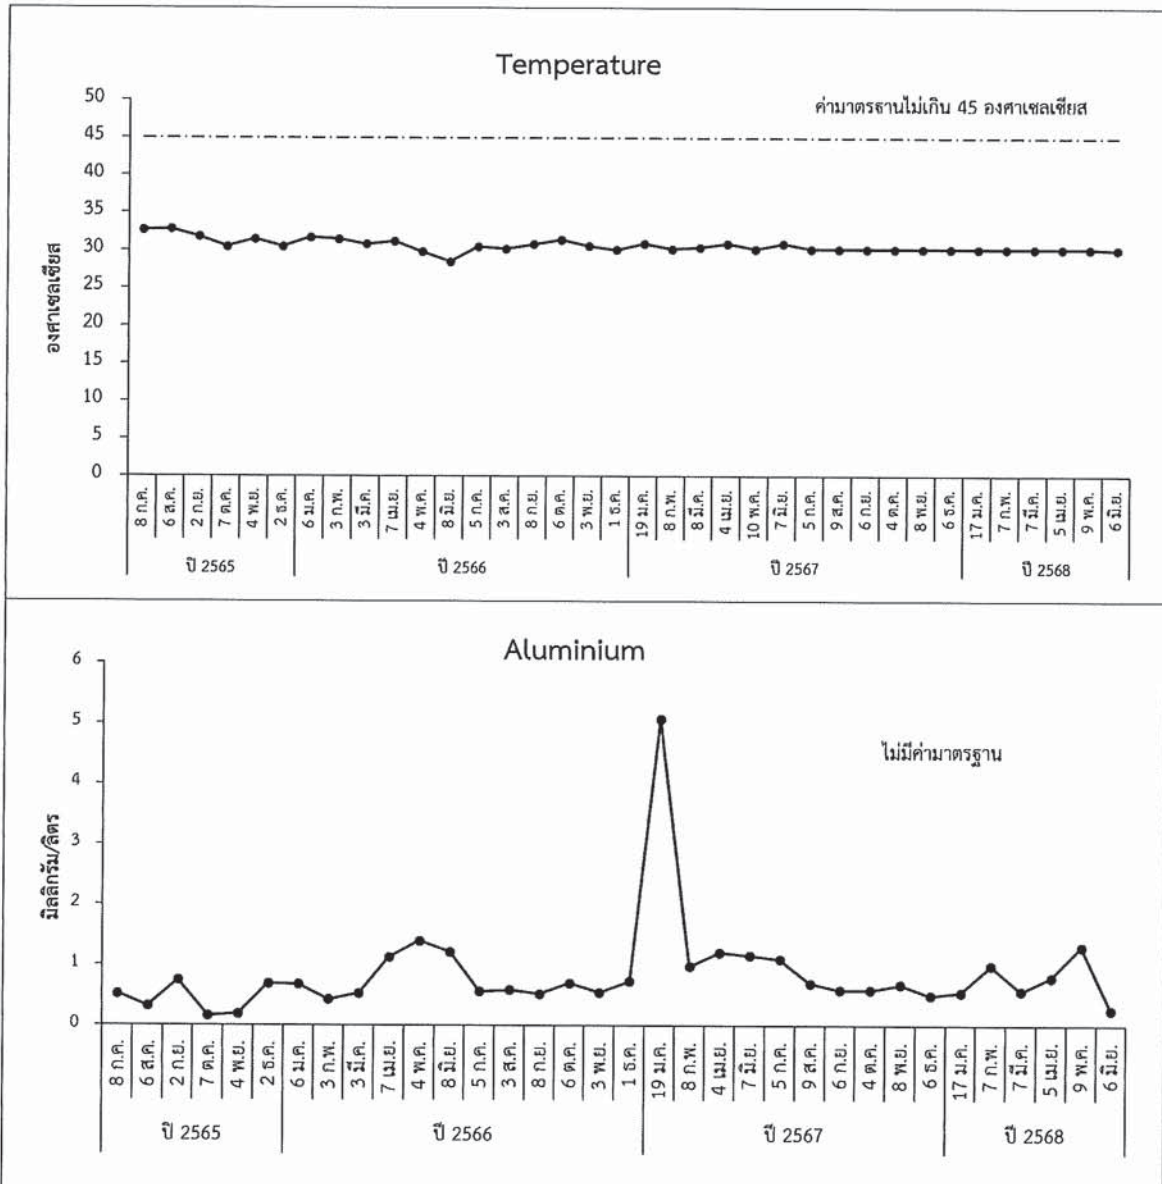 Temperature
ค่ามาตรฐานไม่เกิน 45 องศาเซลเซียส
องศาเซลเซียส
50
45
40
35
30
25
20
15
10
5
0
8 ก.ค. 6 ส.ค. 2 ก.ย. 7 ต.ค. 4 พ.ย. 2 ธ.ค. 6 ม.ค. 3 ก.พ. 3 มี.ค. 7 เม.ย. 4 พ.ค. 8 มิ.ย. 5 ก.ค. 3 ส.ค. 8 ก.ย. 6 ต.ค. 3 พ.ย. 1 ธ.ค. 19 ม.ค. 8 ก.พ. 8 มี.ค. 4 เม.ย. 10 พ.ค. 7 มิ.ย. 5 ก.ค. 9 ส.ค. 6 ก.ย. 4 ต.ค. 8 พ.ย. 6 ธ.ค. 17 ม.ค. 7 ก.พ. 7 มี.ค. 5 เม.ย. 9 พ.ค. 6 มิ.ย.
ปี 2565 ปี 2566 ปี 2567 ปี 2568
Aluminium
ไม่มีค่ามาตรฐาน
มิลลิกรัม/ลิตร
6
5
4
3
2
1
0
8 ก.ค. 6 ส.ค. 2 ก.ย. 7 ต.ค. 4 พ.ย. 2 ธ.ค. 6 ม.ค. 3 ก.พ. 3 มี.ค. 7 เม.ย. 4 พ.ค. 8 มิ.ย. 5 ก.ค. 3 ส.ค. 8 ก.ย. 6 ต.ค. 3 พ.ย. 1 ธ.ค. 19 ม.ค. 8 ก.พ. 4 เม.ย. 7 มิ.ย. 5 ก.ค. 9 ส.ค. 6 ก.ย. 4 ต.ค. 8 พ.ย. 6 ธ.ค. 17 ม.ค. 7 ก.พ. 7 มี.ค. 5 เม.ย. 9 พ.ค. 6 มิ.ย.
ปี 2565 ปี 2566 ปี 2567 ปี 2568